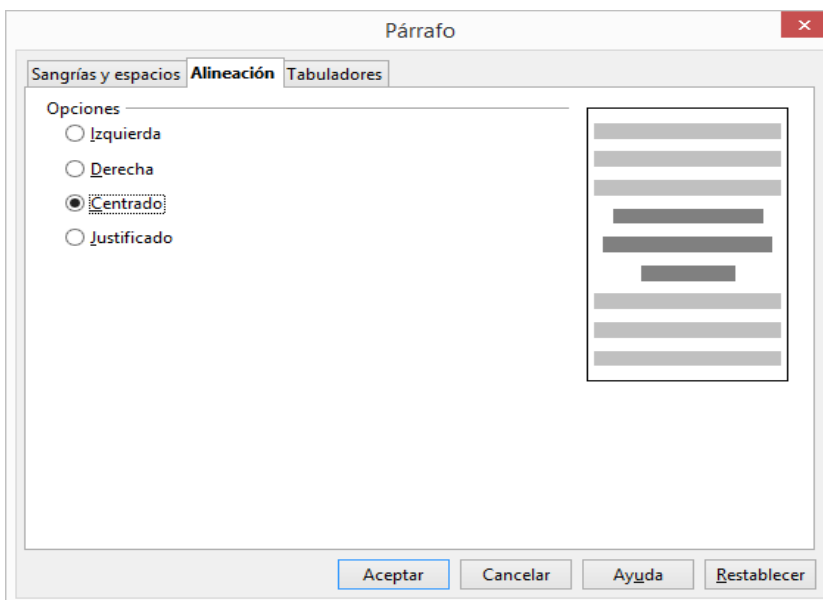 Párrafo
Sangrías y espacios Alineación Tabuladores
Opciones
Izquierda
Derecha
Centrado
Justificado
Aceptar Cancelar Ayuda Restablecer